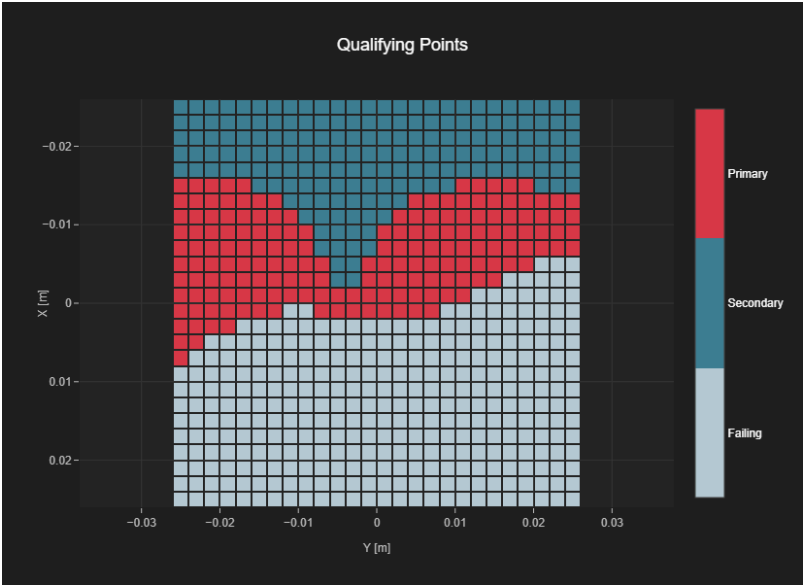 Qualifying Points
−0.02
−0.01
0
0.01
0.02
X [m]
−0.03
−0.02
−0.01
0
0.01
0.02
0.03
Y [m]
Primary
Secondary
Failing